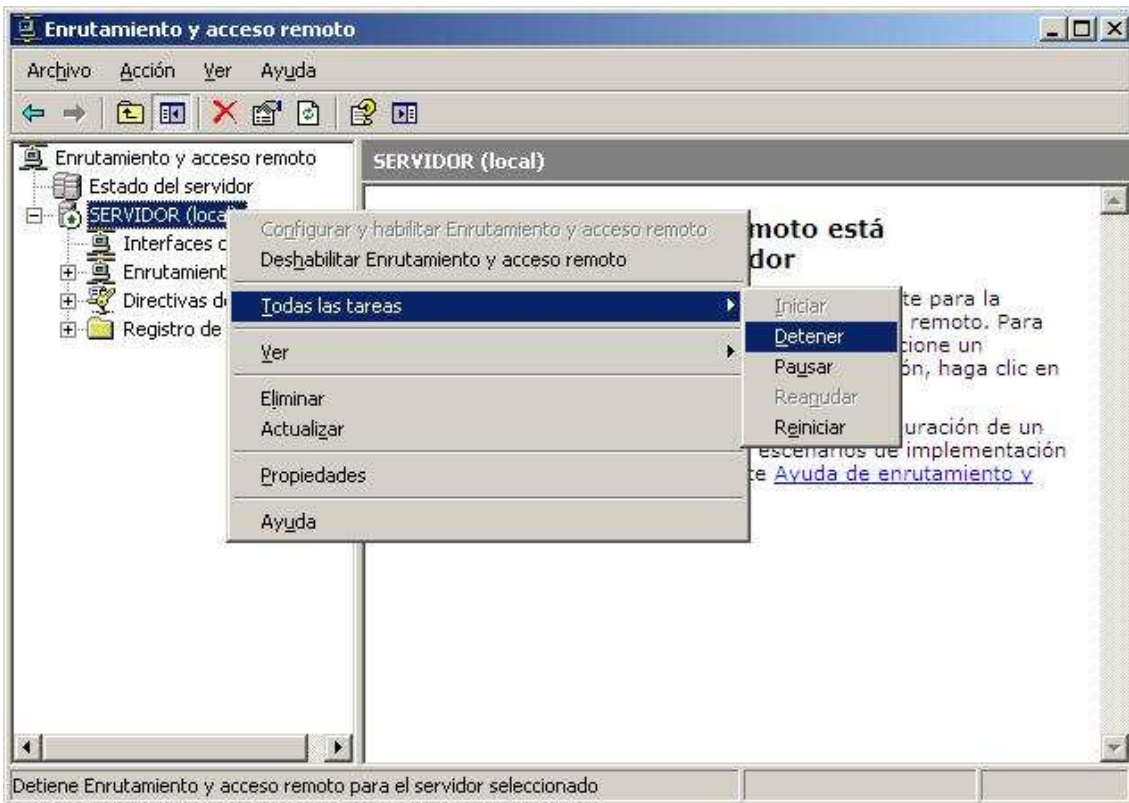 Enrutamiento y acceso remoto
Archivo Acción Ver Ayuda
Enrutamiento y acceso remoto
Estado del servidor
SERVIDOR (local)
Interfaces
Enrutamient
Directivas d
Registro de
SERVIDOR (local)
moto está
dor
te para la
remoto. Para
cione un
ón, haga clic en
uración de un
escenarios de implementación
te Ayuda de enrutamiento y
Configurar y habilitar Enrutamiento y acceso remoto
Deshabilitar Enrutamiento y acceso remoto
Todas las tareas
Ver
Eliminar
Actualizar
Propiedades
Ayuda
Iniciar
Detener
Pausar
Reanudar
Reiniciar
Detiene Enrutamiento y acceso remoto para el servidor seleccionado